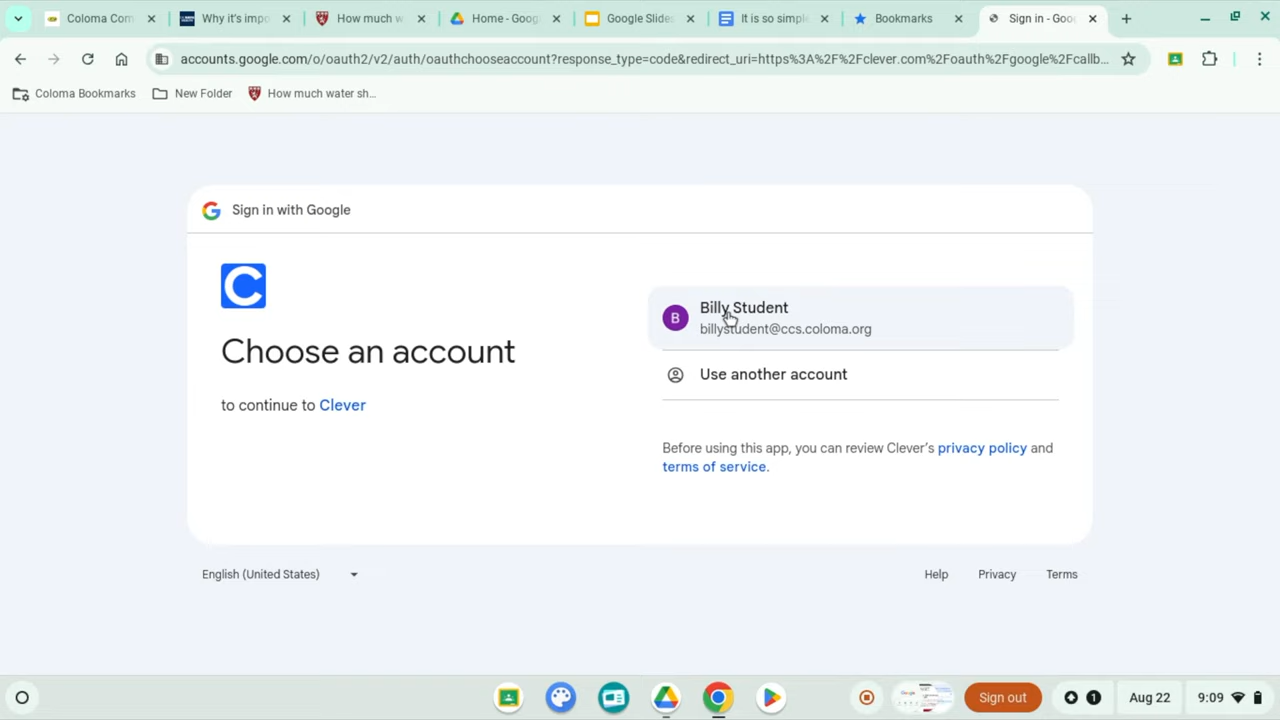 Coloma Com
Why it's impo
How much w
Home - Goog
Google Slides
It is so simple
Bookmarks
Sign in - Goo
accounts.google.com/o/oauth2/v2/auth/oauthchooseaccount?response_type=code&redirect_uri=https%3A%2F%2Fclever.com%2Foauth%2Fgoogle%2Fcallb...
Coloma Bookmarks
New Folder
How much water sh...
Sign in with Google
C
Choose an account
to continue to Clever
B
Billy Student
billystudent@ccs.coloma.org
Use another account
Before using this app, you can review Clever's privacy policy and
terms of service.
English (United States)
Help
Privacy
Terms
Sign out
1
Aug 22
9:09